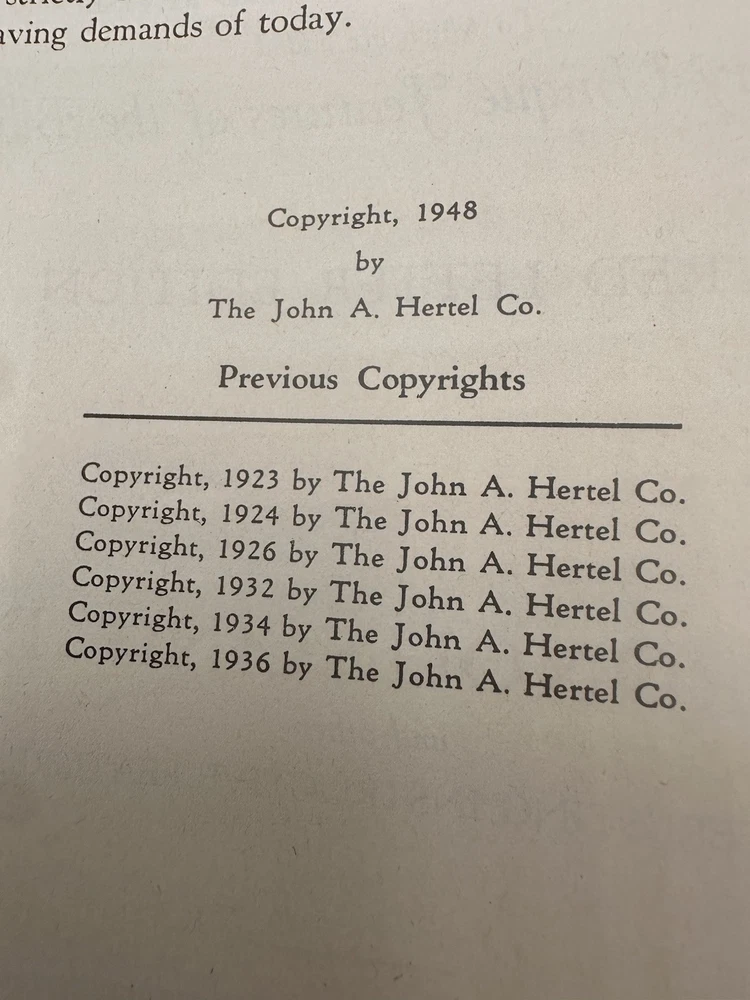 demands of today.
Copyright, 1948
by
The John A. Hertel Co.
Previous Copyrights
Copyright, 1923 by The John A. Hertel Co.
Copyright, 1924 by The John A. Hertel Co.
Copyright, 1926 by The John A. Hertel Co.
Copyright, 1932 by The John A. Hertel Co.
Copyright, 1934 by The John A. Hertel Co.
Copyright, 1936 by The John A. Hertel Co.